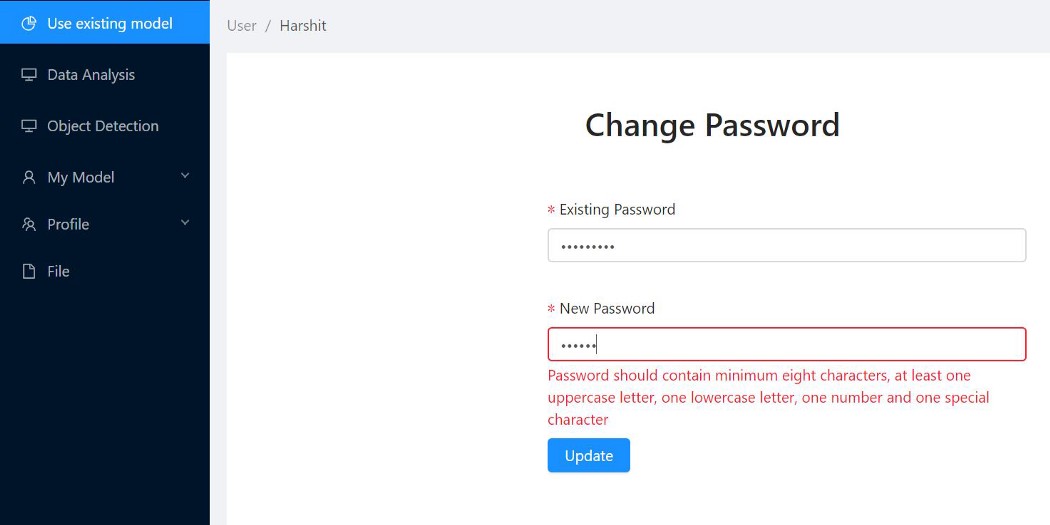 Use existing model
Data Analysis
Object Detection
My Model
Profile
File
User / Harshit
Change Password
* Existing Password
•••••••••
* New Password
••••••
Password should contain minimum eight characters, at least one
uppercase letter, one lowercase letter, one number and one special
character
Update